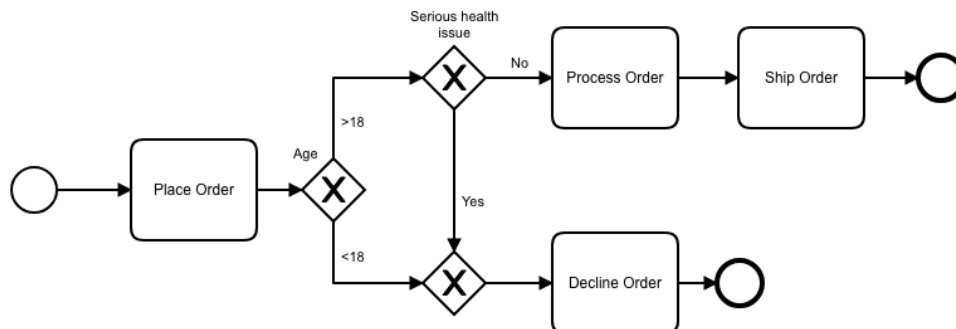 Serious health
issue
No
Process Order
Ship Order
>18
Age
Place Order
Yes
<18
Decline Order